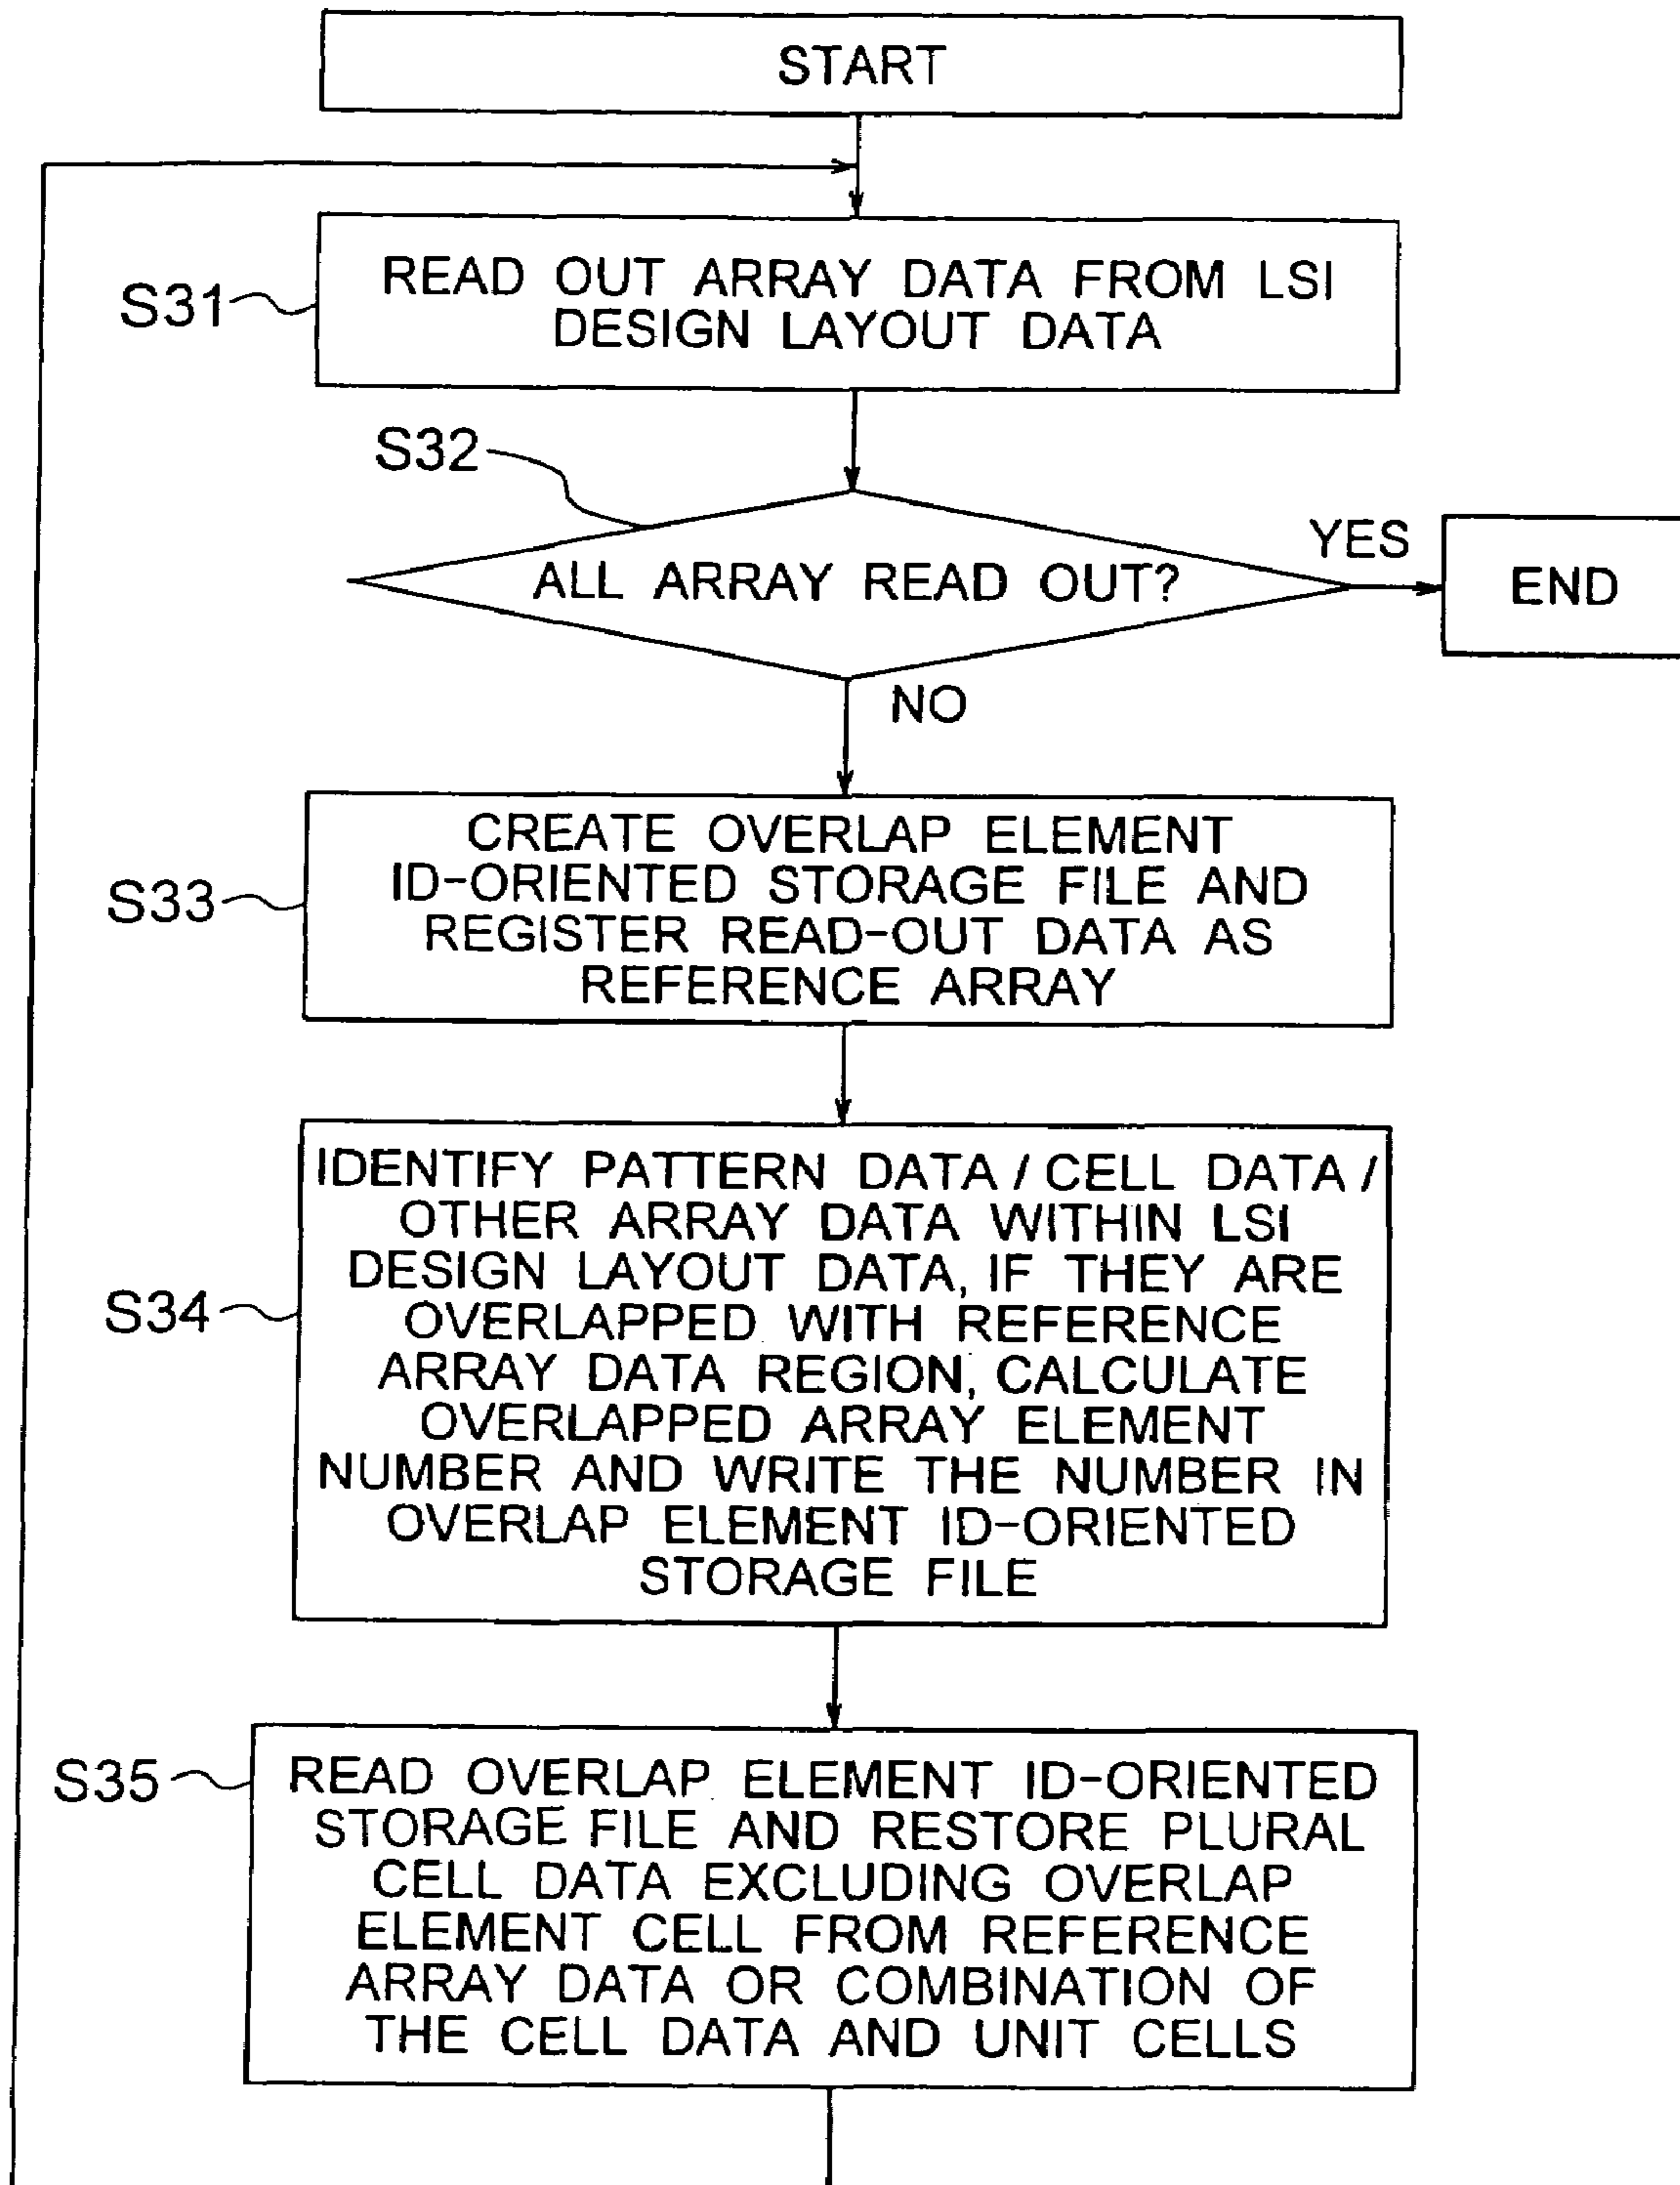 START
S31
READ OUT ARRAY DATA FROM LSI
DESIGN LAYOUT DATA
S32
ALL ARRAY READ OUT?
YES
END
NO
S33
CREATE OVERLAP ELEMENT
ID-ORIENTED STORAGE FILE AND
REGISTER READ-OUT DATA AS
REFERENCE ARRAY
S34
IDENTIFY PATTERN DATA / CELL DATA /
OTHER ARRAY DATA WITHIN LSI
DESIGN LAYOUT DATA, IF THEY ARE
OVERLAPPED WITH REFERENCE
ARRAY DATA REGION, CALCULATE
OVERLAPPED ARRAY ELEMENT
NUMBER AND WRITE THE NUMBER IN
OVERLAP ELEMENT ID-ORIENTED
STORAGE FILE
S35
READ OVERLAP ELEMENT ID-ORIENTED
STORAGE FILE AND RESTORE PLURAL
CELL DATA EXCLUDING OVERLAP
ELEMENT CELL FROM REFERENCE
ARRAY DATA OR COMBINATION OF
THE CELL DATA AND UNIT CELLS